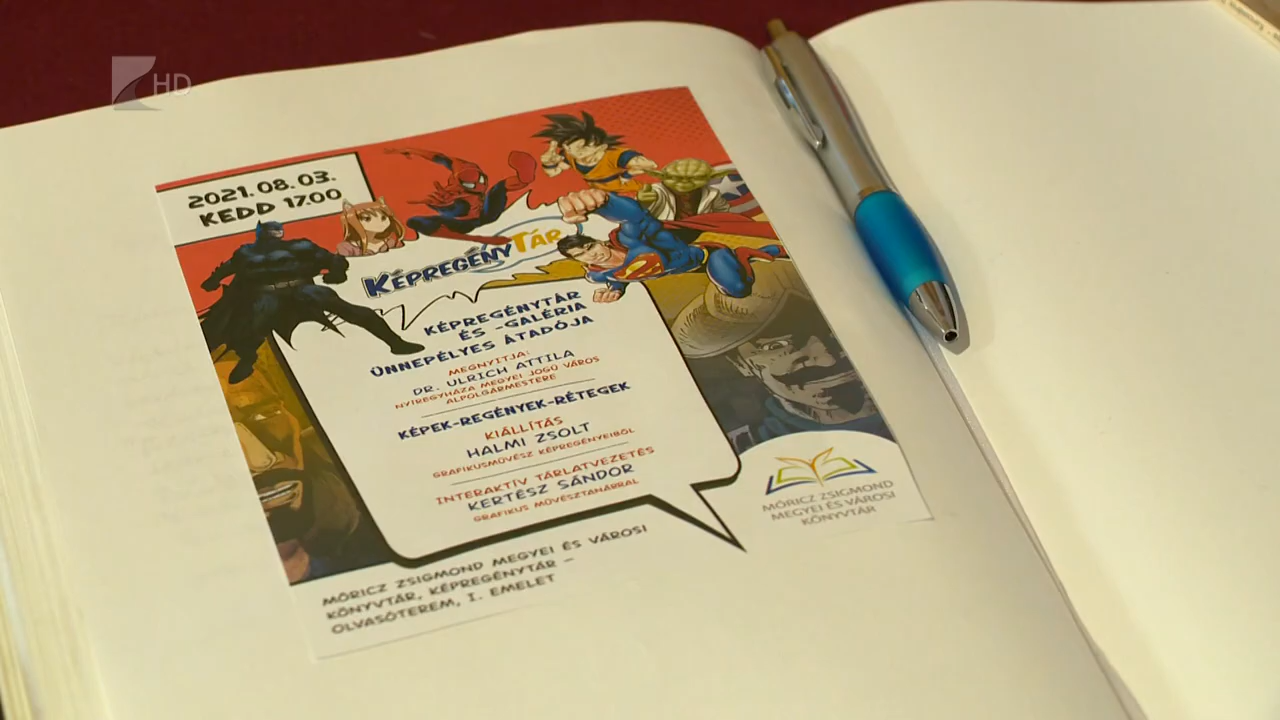 HD
2021.08.03.
KEDD 17.00
KÉPREGÉNYTÁR
KÉPREGÉNYTÁR
ÉS -GALÉRIA
ÜNNEPÉLYES ÁTADÓJA
MEGNYITJA:
DR. ULRICH ATTILA
NYÍREGYHÁZA MEGYEI JOGÚ VÁROS
ALPOLGÁRMESTERE
KÉPEK-REGÉNYEK-RÉTEGEK
KIÁLLÍTÁS
HALMI ZSOLT
GRAFIKUSMŰVÉSZ KÉPREGÉNYEIBŐL
INTERAKTÍV TÁRLATVEZETÉS
KERTÉSZ SÁNDOR
GRAFIKUS MŰVÉSZTANÁRRAL
MÓRICZ ZSIGMOND
MEGYEI ÉS VÁROSI
KÖNYVTÁR
MÓRICZ ZSIGMOND MEGYEI ÉS VÁROSI
KÖNYVTÁR, KÉPREGÉNYTÁR –
OLVASÓTEREM, I. EMELET